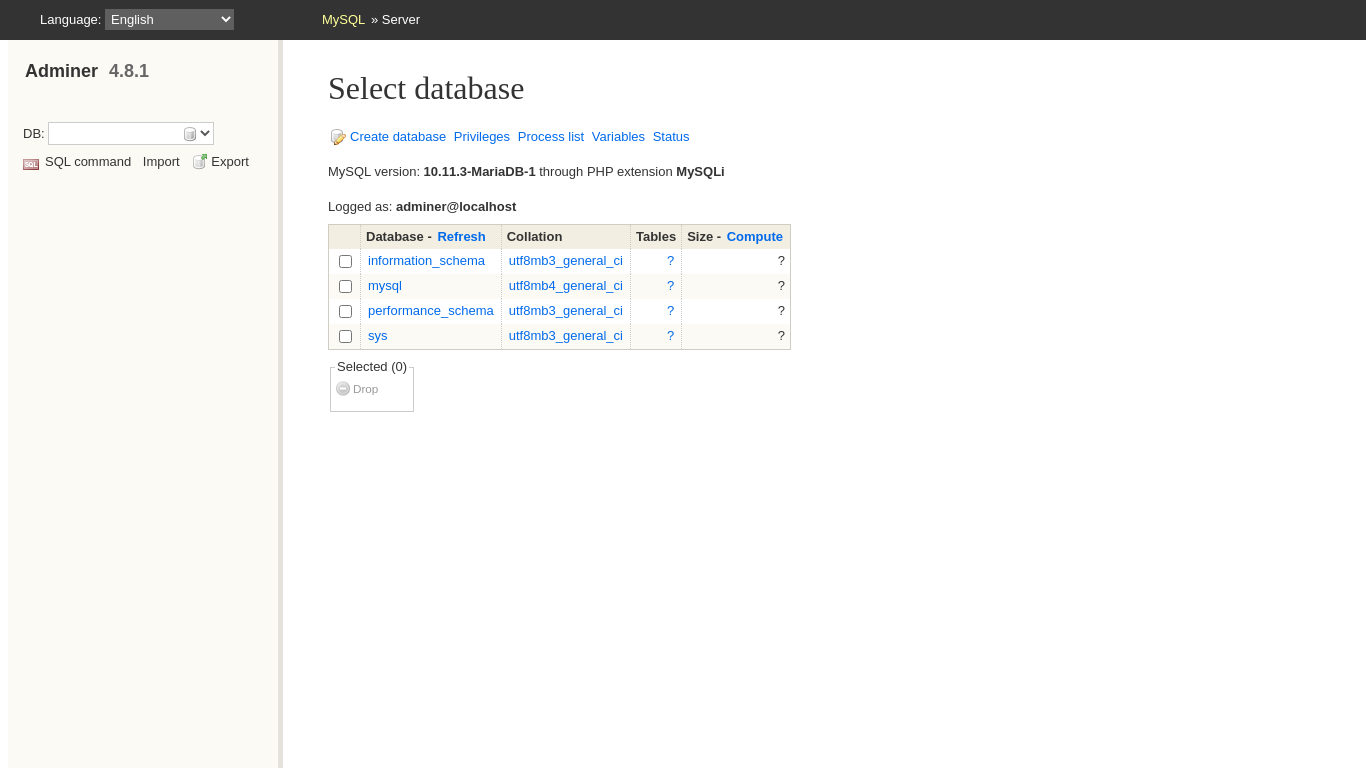 Language: English
MySQL » Server
Adminer 4.8.1
DB:
SQL SQL command Import Export
Select database
Create database Privileges Process list Variables Status
MySQL version: 10.11.3-MariaDB-1 through PHP extension MySQLi
Logged as: adminer@localhost
Database - Refresh Collation Tables Size - Compute
information_schema utf8mb3_general_ci ? ?
mysql utf8mb4_general_ci ? ?
performance_schema utf8mb3_general_ci ? ?
sys utf8mb3_general_ci ? ?
Selected (0)
Drop